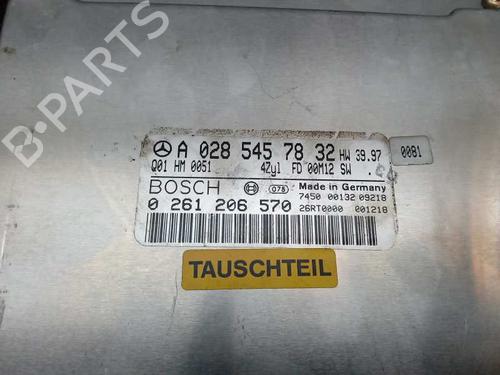 A 028 545 78 32 HW 39.97
Q01 HM 0051 4Zyl FD 00M12 SW
0081
BOSCH 078 Made in Germany
7450 00132 09218
0 261 206 570 26RT0000 001218
TAUSCHTEIL
B-PARTS